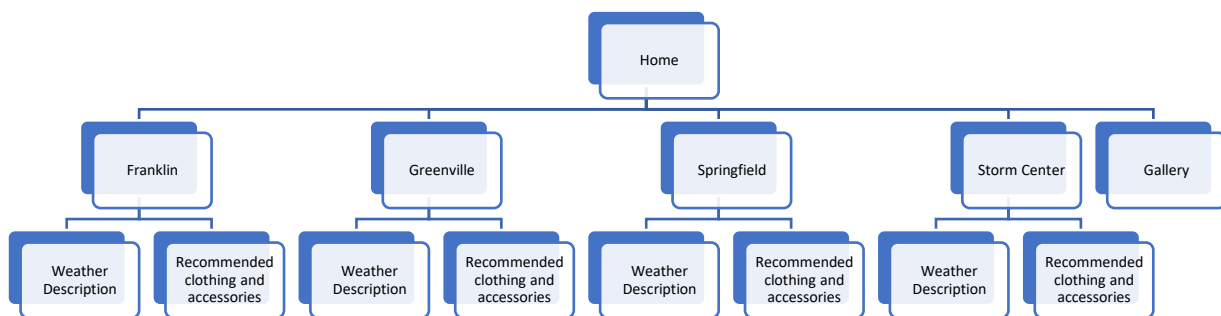 Home
Franklin
Greenville
Springfield
Storm Center
Gallery
Weather
Description
Recommended
clothing and
accessories
Weather
Description
Recommended
clothing and
accessories
Weather
Description
Recommended
clothing and
accessories
Weather
Description
Recommended
clothing and
accessories